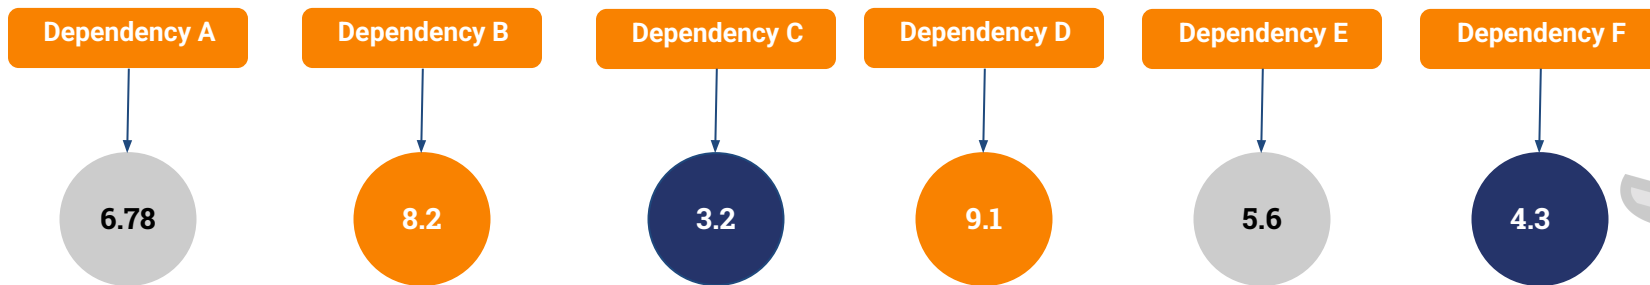 Dependency A
Dependency B
Dependency C
Dependency D
Dependency E
Dependency F
6.78
8.2
3.2
9.1
5.6
4.3